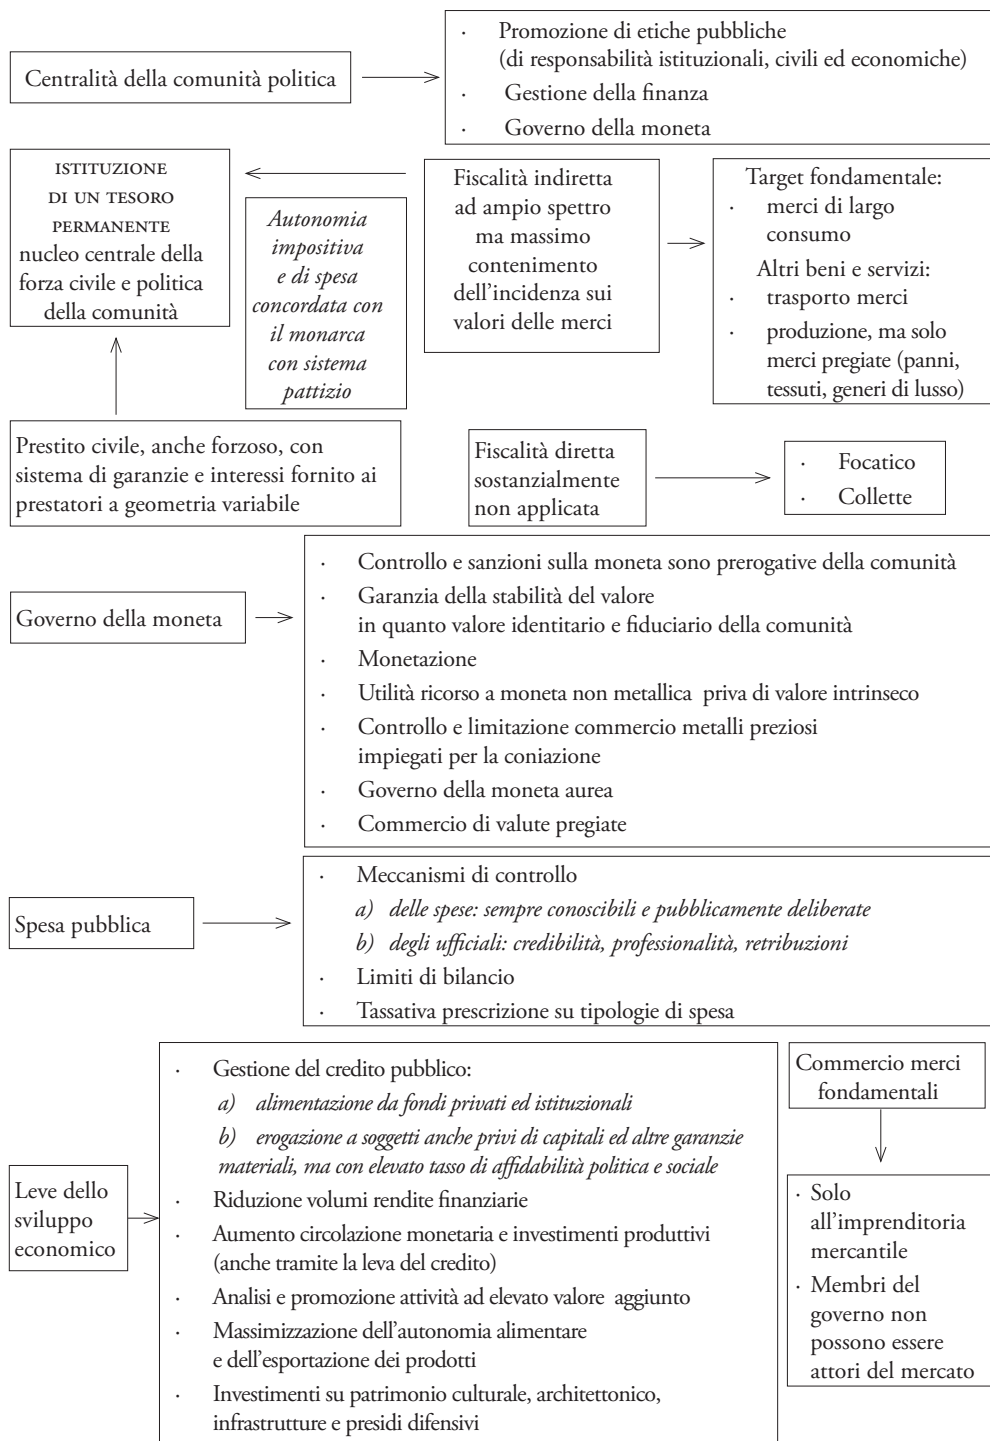 Centralità della comunità politica
· Promozione di etiche pubbliche
(di responsabilità istituzionali, civili ed economiche)
· Gestione della finanza
· Governo della moneta
ISTITUZIONE
DI UN TESORO
PERMANENTE
nucleo centrale della
forza civile e politica
della comunità
Autonomia
impositiva
e di spesa
concordata con
il monarca
con sistema
pattizio
Fiscalità indiretta
ad ampio spettro
ma massimo
contenimento
dell'incidenza sui
valori delle merci
Target fondamentale:
· merci di largo
consumo
Altri beni e servizi:
· trasporto merci
· produzione, ma solo
merci pregiate (panni,
tessuti, generi di lusso)
Prestito civile, anche forzoso, con
sistema di garanzie e interessi fornito ai
prestatori a geometria variabile
Fiscalità diretta
sostanzialmente
non applicata
· Focatico
· Collette
Governo della moneta
· Controllo e sanzioni sulla moneta sono prerogative della comunità
· Garanzia della stabilità del valore
in quanto valore identitario e fiduciario della comunità
· Monetazione
· Utilità ricorso a moneta non metallica priva di valore intrinseco
· Controllo e limitazione commercio metalli preziosi
impiegati per la coniazione
· Governo della moneta aurea
· Commercio di valute pregiate
Spesa pubblica
· Meccanismi di controllo
a) delle spese: sempre conoscibili e pubblicamente deliberate
b) degli ufficiali: credibilità, professionalità, retribuzioni
· Limiti di bilancio
· Tassativa prescrizione su tipologie di spesa
Leve dello
sviluppo
economico
· Gestione del credito pubblico:
a) alimentazione da fondi privati ed istituzionali
b) erogazione a soggetti anche privi di capitali ed altre garanzie
materiali, ma con elevato tasso di affidabilità politica e sociale
· Riduzione volumi rendite finanziarie
· Aumento circolazione monetaria e investimenti produttivi
(anche tramite la leva del credito)
· Analisi e promozione attività ad elevato valore aggiunto
· Massimizzazione dell'autonomia alimentare
e dell'esportazione dei prodotti
· Investimenti su patrimonio culturale, architettonico,
infrastrutture e presidi difensivi
Commercio merci
fondamentali
· Solo
all'imprenditoria
mercantile
· Membri del
governo non
possono essere
attori del mercato